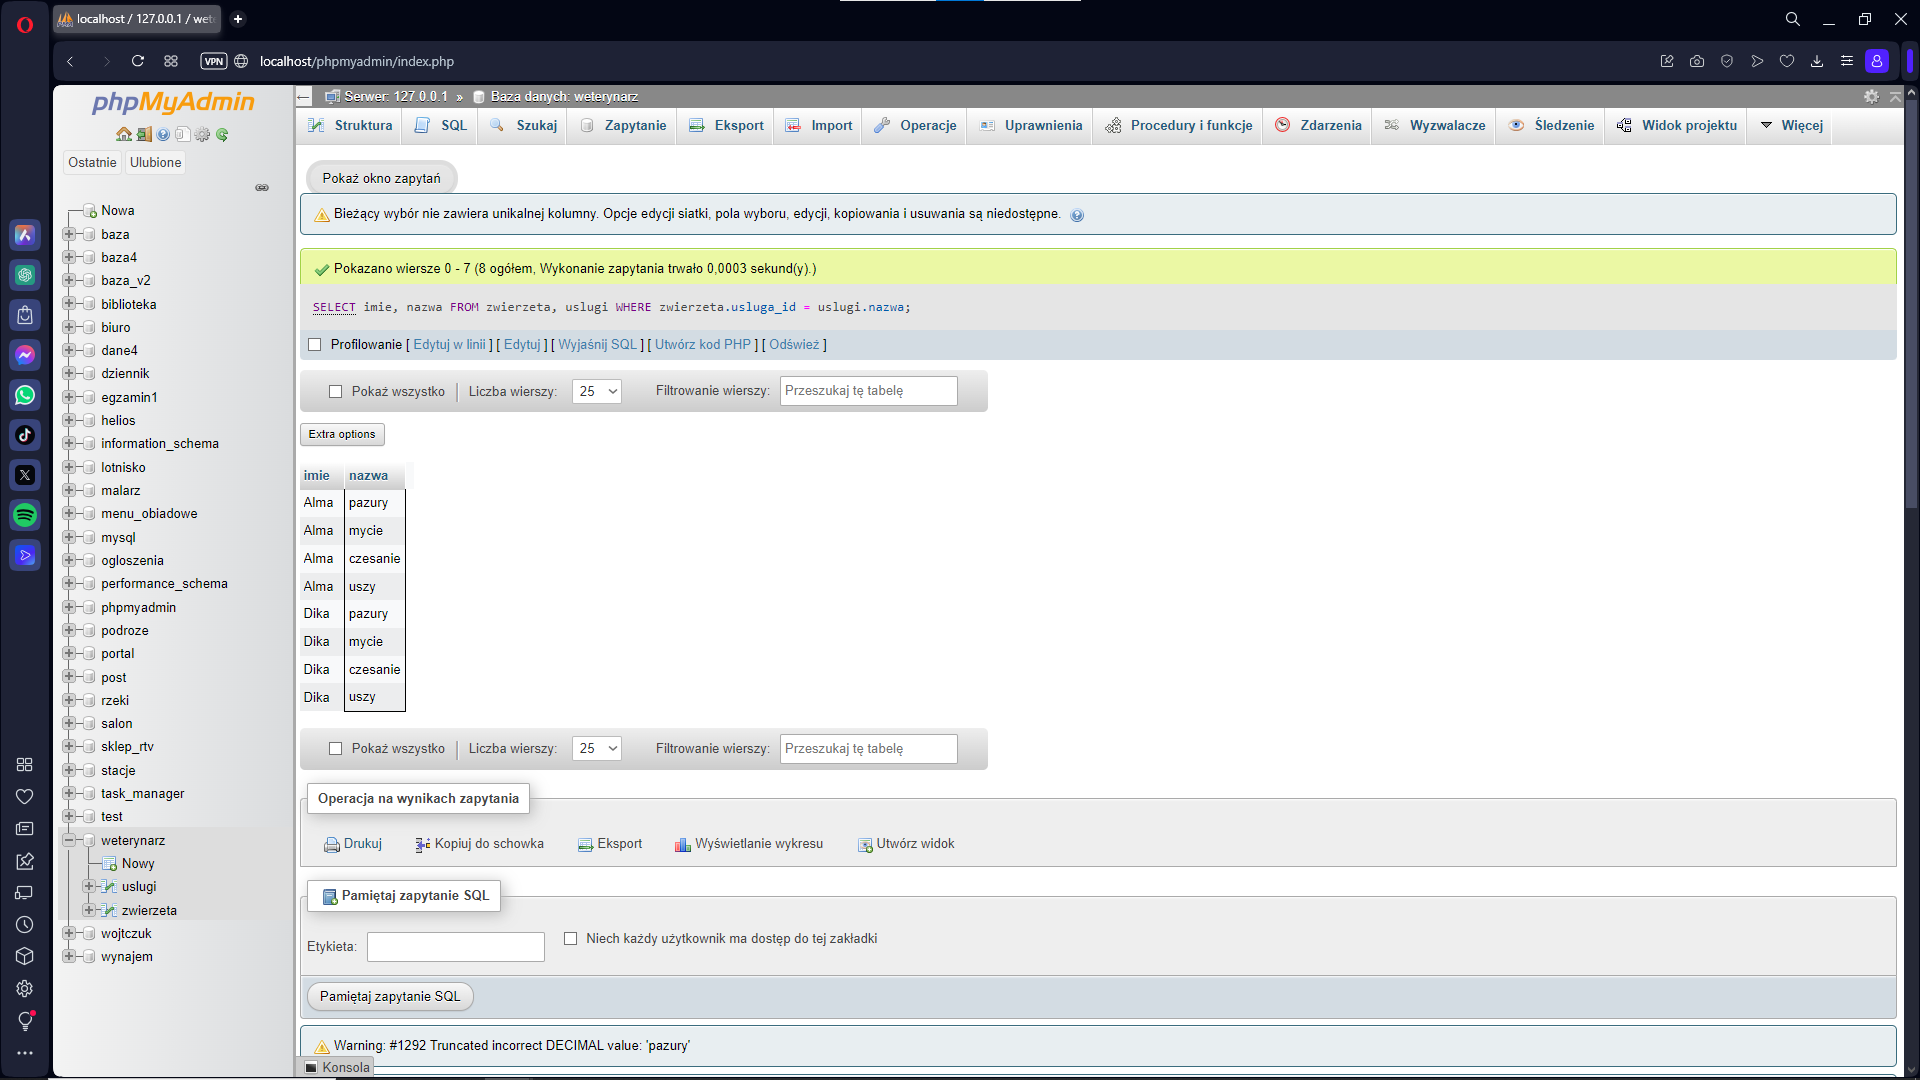 localhost / 127.0.0.1 / wet
VPN
localhost/phpmyadmin/index.php
phpMyAdmin
Ostatnie
Ulubione
Nowa
baza
baza4
baza_v2
biblioteka
biuro
dane4
dziennik
egzamin1
helios
information_schema
lotnisko
malarz
menu_obiadowe
mysql
ogloszenia
performance_schema
phpmyadmin
podroze
portal
post
rzeki
salon
sklep_rtv
stacje
task_manager
test
weterynarz
Nowy
uslugi
zwierzeta
wojtczuk
wynajem
Serwer: 127.0.0.1 » Baza danych: weterynarz
Struktura SQL Szukaj Zapytanie Eksport Import Operacje Uprawnienia Procedury i funkcje Zdarzenia Wyzwalacze Śledzenie Widok projektu Więcej
Pokaż okno zapytań
Bieżący wybór nie zawiera unikalnej kolumny. Opcje edycji siatki, pola wyboru, edycji, kopiowania i usuwania są niedostępne.
Pokazano wiersze 0 - 7 (8 ogółem, Wykonanie zapytania trwało 0,0003 sekund(y).)
SELECT imie, nazwa FROM zwierzeta, uslugi WHERE zwierzeta.usluga_id = uslugi.nazwa;
Profilowanie [ Edytuj w linii ] [ Edytuj ] [ Wyjaśnij SQL ] [ Utwórz kod PHP ] [ Odśwież ]
Pokaż wszystko | Liczba wierszy: 25 Filtrowanie wierszy: Przeszukaj tę tabelę
Extra options
imie nazwa
Alma pazury
Alma mycie
Alma czesanie
Alma uszy
Dika pazury
Dika mycie
Dika czesanie
Dika uszy
Pokaż wszystko | Liczba wierszy: 25 Filtrowanie wierszy: Przeszukaj tę tabelę
Operacja na wynikach zapytania
Drukuj Kopiuj do schowka Eksport Wyświetlanie wykresu Utwórz widok
Pamiętaj zapytanie SQL
Etykieta: Niech każdy użytkownik ma dostęp do tej zakładki
Pamiętaj zapytanie SQL
Warning: #1292 Truncated incorrect DECIMAL value: 'pazury'
Konsola